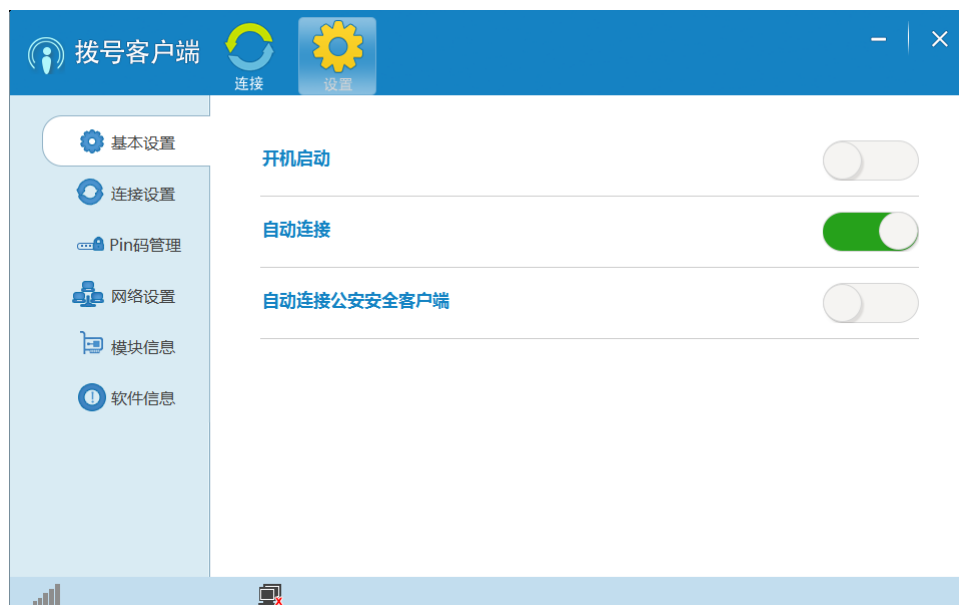 拨号客户端
连接
设置
基本设置
连接设置
Pin码管理
网络设置
模块信息
软件信息
开机启动
自动连接
自动连接公安安全客户端